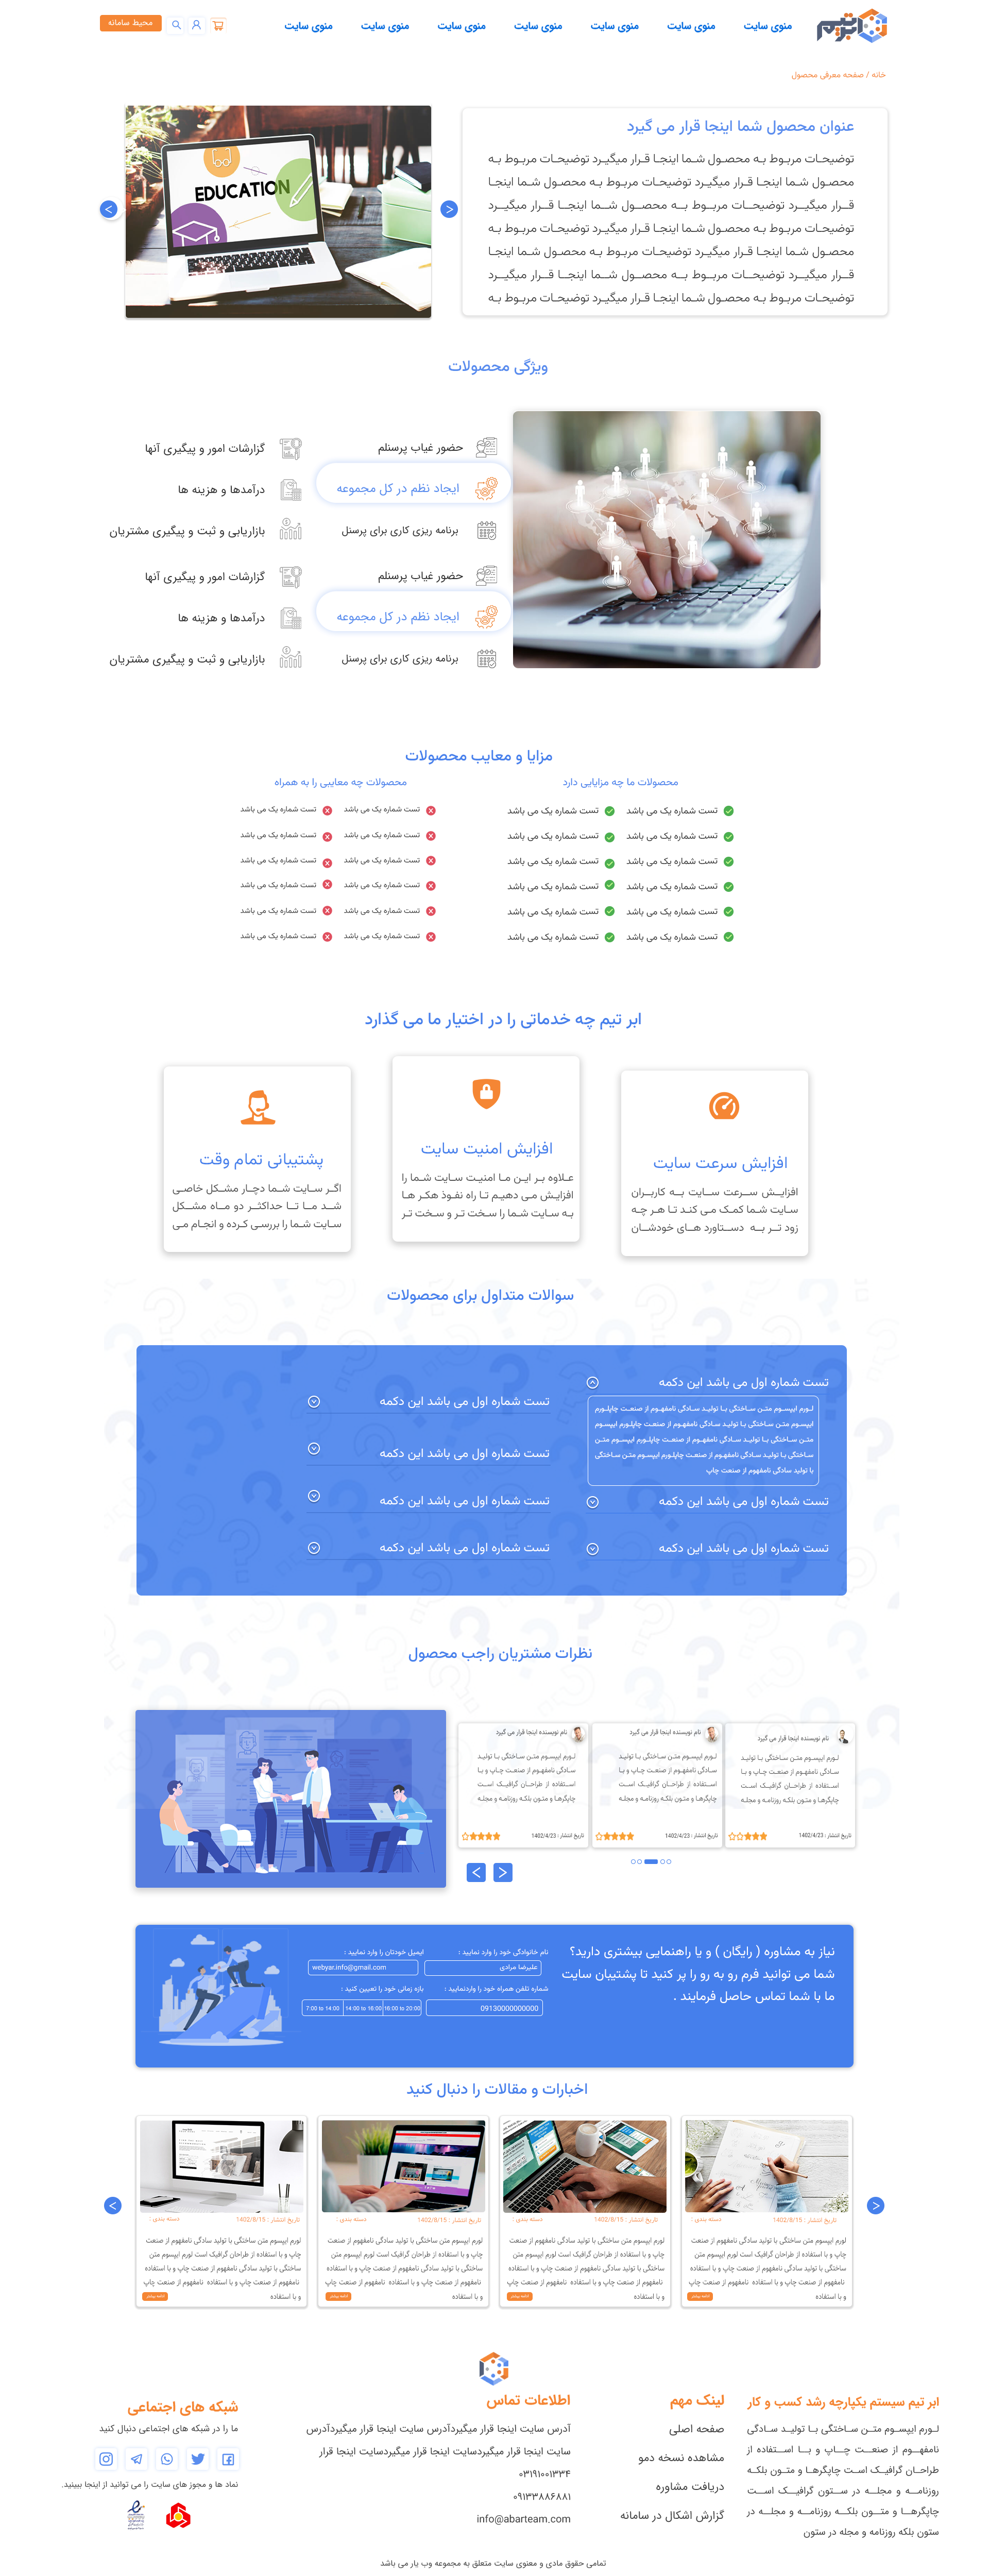 ابرتیم
منوی سایت
منوی سایت
منوی سایت
منوی سایت
منوی سایت
منوی سایت
منوی سایت
محیط سامانه
خانه / صفحه معرفی محصول
عنوان محصول شما اینجا قرار می گیرد
توضیحات مربوط به محصول شما اینجا قرار میگیرد توضیحات مربوط به
محصول شما اینجا قرار میگیرد توضیحات مربوط به محصول شما اینجا
قرار میگیرد توضیحات مربوط به محصول شما اینجا قرار میگیرد
توضیحات مربوط به محصول شما اینجا قرار میگیرد توضیحات مربوط به
محصول شما اینجا قرار میگیرد توضیحات مربوط به محصول شما اینجا
قرار میگیرد توضیحات مربوط به محصول شما اینجا قرار میگیرد
توضیحات مربوط به محصول شما اینجا قرار میگیرد توضیحات مربوط به
EDUCATION
ویژگی محصولات
حضور غیاب پرسنلم
ایجاد نظم در کل مجموعه
برنامه ریزی کاری برای پرسنل
حضور غیاب پرسنلم
ایجاد نظم در کل مجموعه
برنامه ریزی کاری برای پرسنل
گزارشات امور و پیگیری آنها
درآمدها و هزینه ها
بازاریابی و ثبت و پیگیری مشتریان
گزارشات امور و پیگیری آنها
درآمدها و هزینه ها
بازاریابی و ثبت و پیگیری مشتریان
مزایا و معایب محصولات
محصولات ما چه مزایایی دارد
تست شماره یک می باشد
تست شماره یک می باشد
تست شماره یک می باشد
تست شماره یک می باشد
تست شماره یک می باشد
تست شماره یک می باشد
تست شماره یک می باشد
تست شماره یک می باشد
تست شماره یک می باشد
تست شماره یک می باشد
تست شماره یک می باشد
تست شماره یک می باشد
محصولات چه معایبی را به همراه
تست شماره یک می باشد
تست شماره یک می باشد
تست شماره یک می باشد
تست شماره یک می باشد
تست شماره یک می باشد
تست شماره یک می باشد
تست شماره یک می باشد
تست شماره یک می باشد
تست شماره یک می باشد
تست شماره یک می باشد
تست شماره یک می باشد
تست شماره یک می باشد
ابر تیم چه خدماتی را در اختیار ما می گذارد
افزایش سرعت سایت
افزایش سرعت سایت به کاربران
سایت شما کمک می کند تا هر چه
زود تر به دستاورد های خودشان
افزایش امنیت سایت
علاوه بر این ما امنیت سایت شما را
افزایش می دهیم تا راه نفوذ هکر ها
به سایت شما را سخت تر و سخت تر
پشتیبانی تمام وقت
اگر سایت شما دچار مشکل خاصی
شد ما تا حداکثر دو ماه مشکل
سایت شما را بررسی کرده و انجام می
سوالات متداول برای محصولات
تست شماره اول می باشد این دکمه
لورم ایپسوم متن ساختگی با تولید سادگی نامفهوم از صنعت چاپلورم
ایپسوم متن ساختگی با تولید سادگی نامفهوم از صنعت چاپلورم ایپسوم
متن ساختگی با تولید سادگی نامفهوم از صنعت چاپلورم ایپسوم متن
ساختگی با تولید سادگی نامفهوم از صنعت چاپلورم ایپسوم متن ساختگی
با تولید سادگی نامفهوم از صنعت چاپ
تست شماره اول می باشد این دکمه
تست شماره اول می باشد این دکمه
تست شماره اول می باشد این دکمه
تست شماره اول می باشد این دکمه
تست شماره اول می باشد این دکمه
تست شماره اول می باشد این دکمه
نظرات مشتریان راجب محصول
نام نویسنده اینجا قرار می گیرد
لورم ایپسوم متن ساختگی با تولید
سادگی نامفهوم از صنعت چاپ و با
استفاده از طراحان گرافیک است
چاپگرها و متون بلکه روزنامه و مجله
تاریخ انتشار : 1402/4/23
نام نویسنده اینجا قرار می گیرد
لورم ایپسوم متن ساختگی با تولید
سادگی نامفهوم از صنعت چاپ و با
استفاده از طراحان گرافیک است
چاپگرها و متون بلکه روزنامه و مجله
تاریخ انتشار : 1402/4/23
نام نویسنده اینجا قرار می گیرد
لورم ایپسوم متن ساختگی با تولید
سادگی نامفهوم از صنعت چاپ و با
استفاده از طراحان گرافیک است
چاپگرها و متون بلکه روزنامه و مجله
تاریخ انتشار : 1402/4/23
نیاز به مشاوره ( رایگان ) و یا راهنمایی بیشتری دارید؟
شما می توانید فرم رو به رو را پر کنید تا پشتیبان سایت
ما با شما تماس حاصل فرمایند .
نام خانوادگی خود را وارد نمایید :
علیرضا مرادی
ایمیل خودتان را وارد نمایید :
webyar.info@gmail.com
شماره تلفن همراه خود را واردنمایید :
09130000000000
بازه زمانی خود را تعیین کنید :
7:00 to 14:00
14:00 to 16:00
16:00 to 20:00
اخبارات و مقالات را دنبال کنید
تاریخ انتشار : 1402/8/15
دسته بندی :
لورم ایپسوم متن ساختگی با تولید سادگی نامفهوم از صنعت
چاپ و با استفاده از طراحان گرافیک است لورم ایپسوم متن
ساختگی با تولید سادگی نامفهوم از صنعت چاپ و با استفاده
نامفهوم از صنعت چاپ و با استفاده نامفهوم از صنعت چاپ
و با استفاده
ادامه بیشتر
تاریخ انتشار : 1402/8/15
دسته بندی :
لورم ایپسوم متن ساختگی با تولید سادگی نامفهوم از صنعت
چاپ و با استفاده از طراحان گرافیک است لورم ایپسوم متن
ساختگی با تولید سادگی نامفهوم از صنعت چاپ و با استفاده
نامفهوم از صنعت چاپ و با استفاده نامفهوم از صنعت چاپ
و با استفاده
ادامه بیشتر
تاریخ انتشار : 1402/8/15
دسته بندی :
لورم ایپسوم متن ساختگی با تولید سادگی نامفهوم از صنعت
چاپ و با استفاده از طراحان گرافیک است لورم ایپسوم متن
ساختگی با تولید سادگی نامفهوم از صنعت چاپ و با استفاده
نامفهوم از صنعت چاپ و با استفاده نامفهوم از صنعت چاپ
و با استفاده
ادامه بیشتر
تاریخ انتشار : 1402/8/15
دسته بندی :
لورم ایپسوم متن ساختگی با تولید سادگی نامفهوم از صنعت
چاپ و با استفاده از طراحان گرافیک است لورم ایپسوم متن
ساختگی با تولید سادگی نامفهوم از صنعت چاپ و با استفاده
نامفهوم از صنعت چاپ و با استفاده نامفهوم از صنعت چاپ
و با استفاده
ادامه بیشتر
ابر تیم سیستم یکپارچه رشد کسب و کار
لورم ایپسوم متن ساختگی با تولید سادگی
نامفهوم از صنعت چاپ و با استفاده از
طراحان گرافیک است چاپگرها و متون بلکه
روزنامه و مجله در ستون گرافیک است
چاپگرها و متون بلکه روزنامه و مجله در
ستون بلکه روزنامه و مجله در ستون
لینک مهم
صفحه اصلی
مشاهده نسخه دمو
دریافت مشاوره
گزارش اشکال در سامانه
اطلاعات تماس
آدرس سایت اینجا قرار میگیردآدرس سایت اینجا قرار میگیردآدرس
سایت اینجا قرار میگیردسایت اینجا قرار میگیردسایت اینجا قرار
۰۳۱۹۱۰۰۱۳۳۴
۰۹۱۳۳۸۸۶۸۸۱
info@abarteam.com
شبکه های اجتماعی
ما را در شبکه های اجتماعی دنبال کنید
نماد ها و مجوز های سایت را می توانید از اینجا ببینید.
تمامی حقوق مادی و معنوی سایت متعلق به مجموعه وب یار می باشد